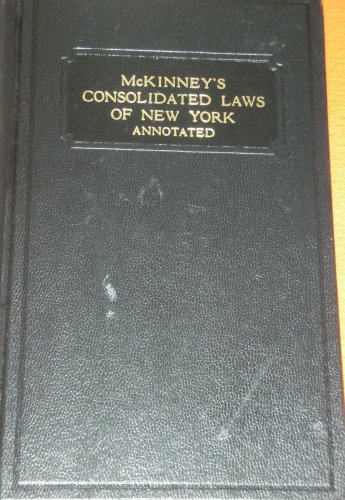 McKINNEY'S
CONSOLIDATED LAWS
OF NEW YORK
ANNOTATED